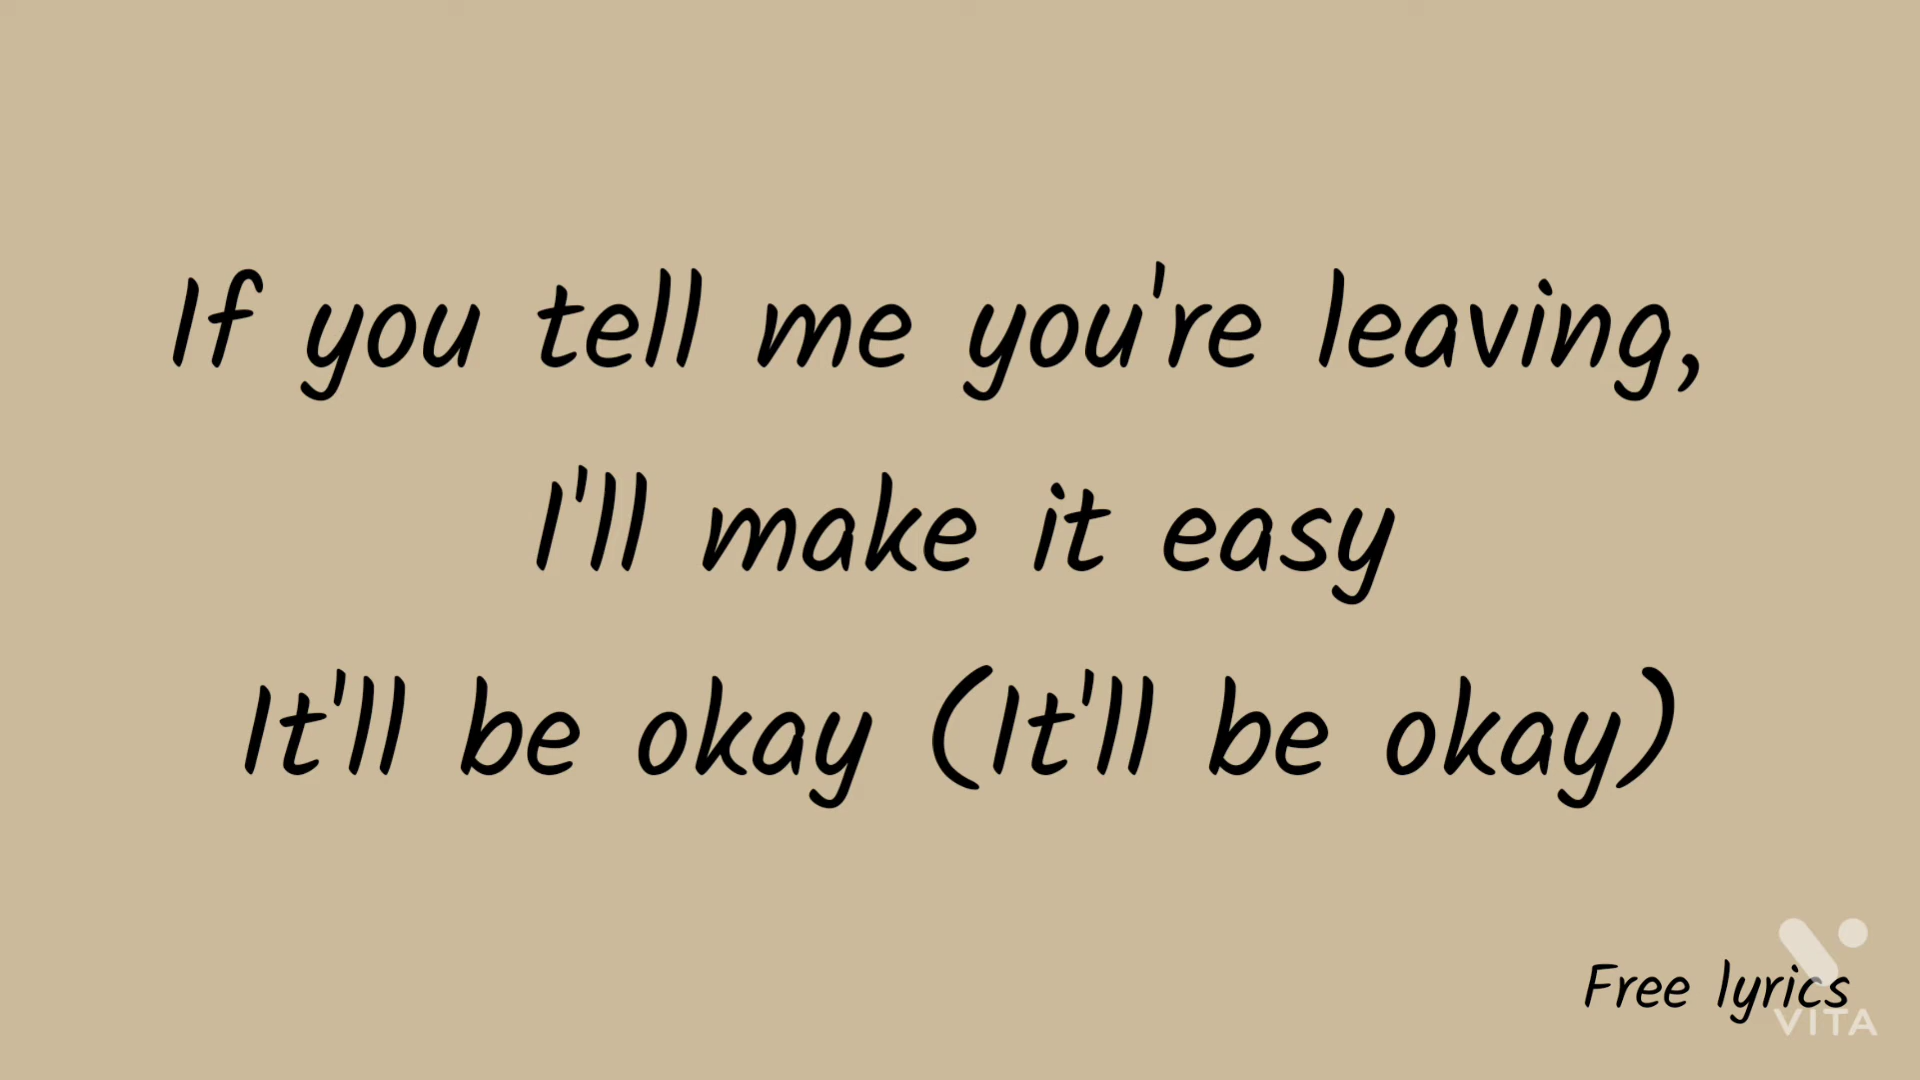 If you tell me you're leaving,
I'll make it easy
It'll be okay (It'll be okay)
Free lyrics
VITA